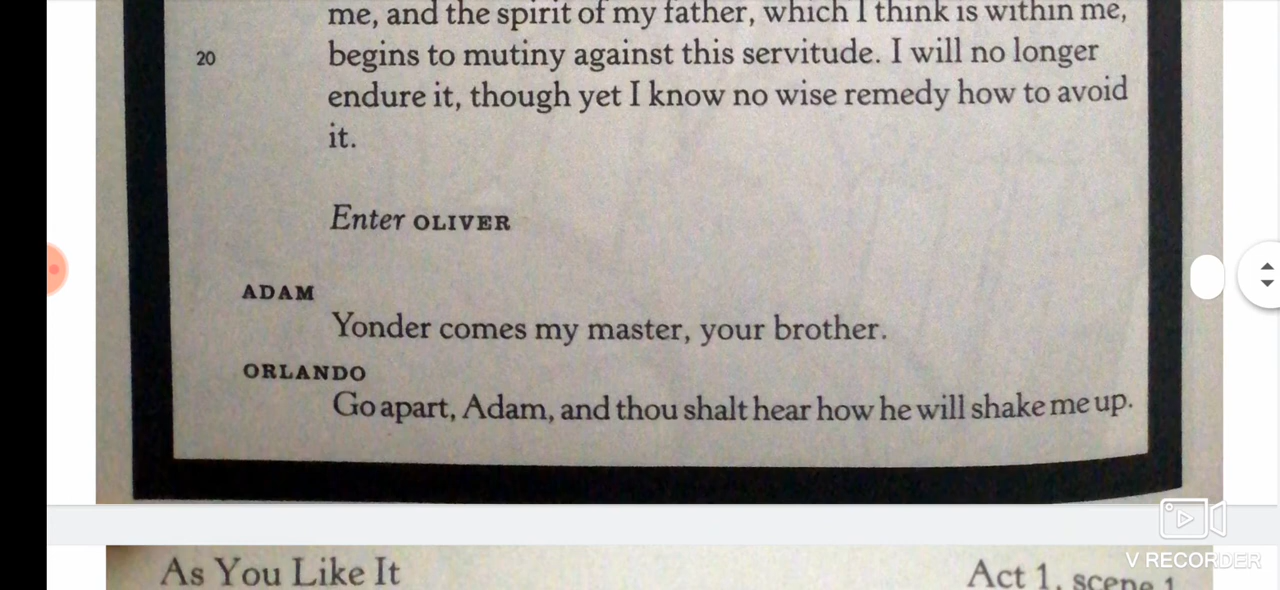 me, and the spirit of my father, which I think is within me,
20 begins to mutiny against this servitude. I will no longer
endure it, though yet I know no wise remedy how to avoid
it.
Enter OLIVER
ADAM
Yonder comes my master, your brother.
ORLANDO
Go apart, Adam, and thou shalt hear how he will shake me up.
V RECORDER
As You Like It Act 1, scene 1